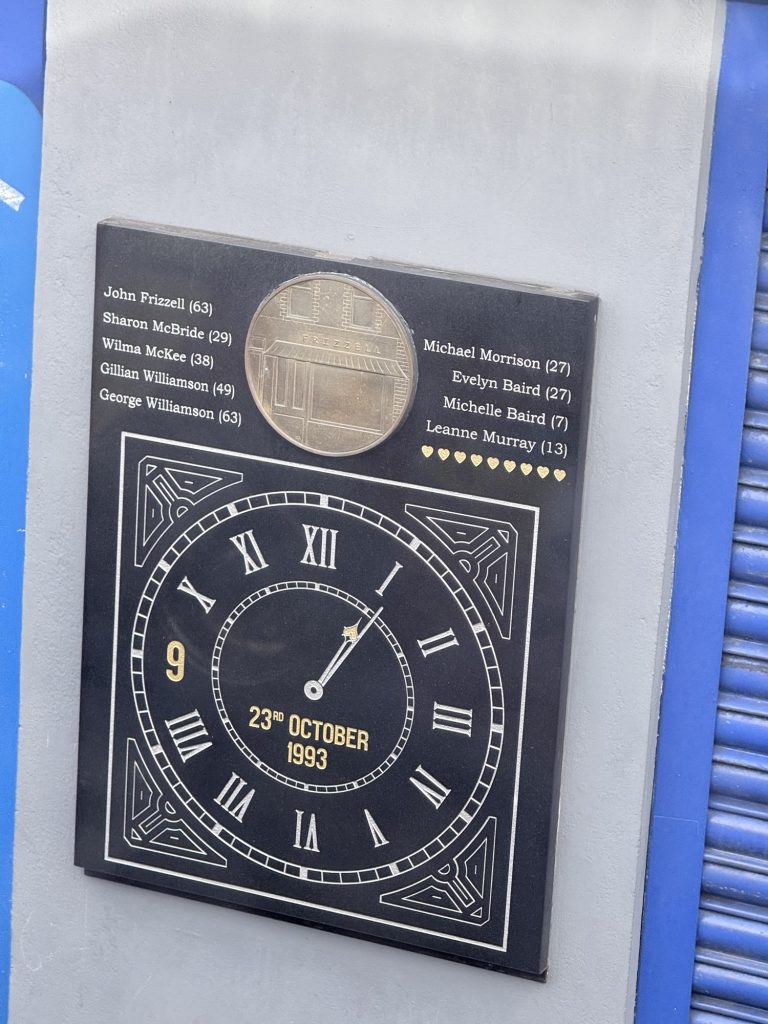 John Frizzell (63)
Sharon McBride (29)
Wilma McKee (38)
Gillian Williamson (49)
George Williamson (63)
FRIZZELL
Michael Morrison (27)
Evelyn Baird (27)
Michelle Baird (7)
Leanne Murray (13)
XII
I
II
III
IV
V
VI
VII
VIII
9
X
XI
23RD OCTOBER
1993